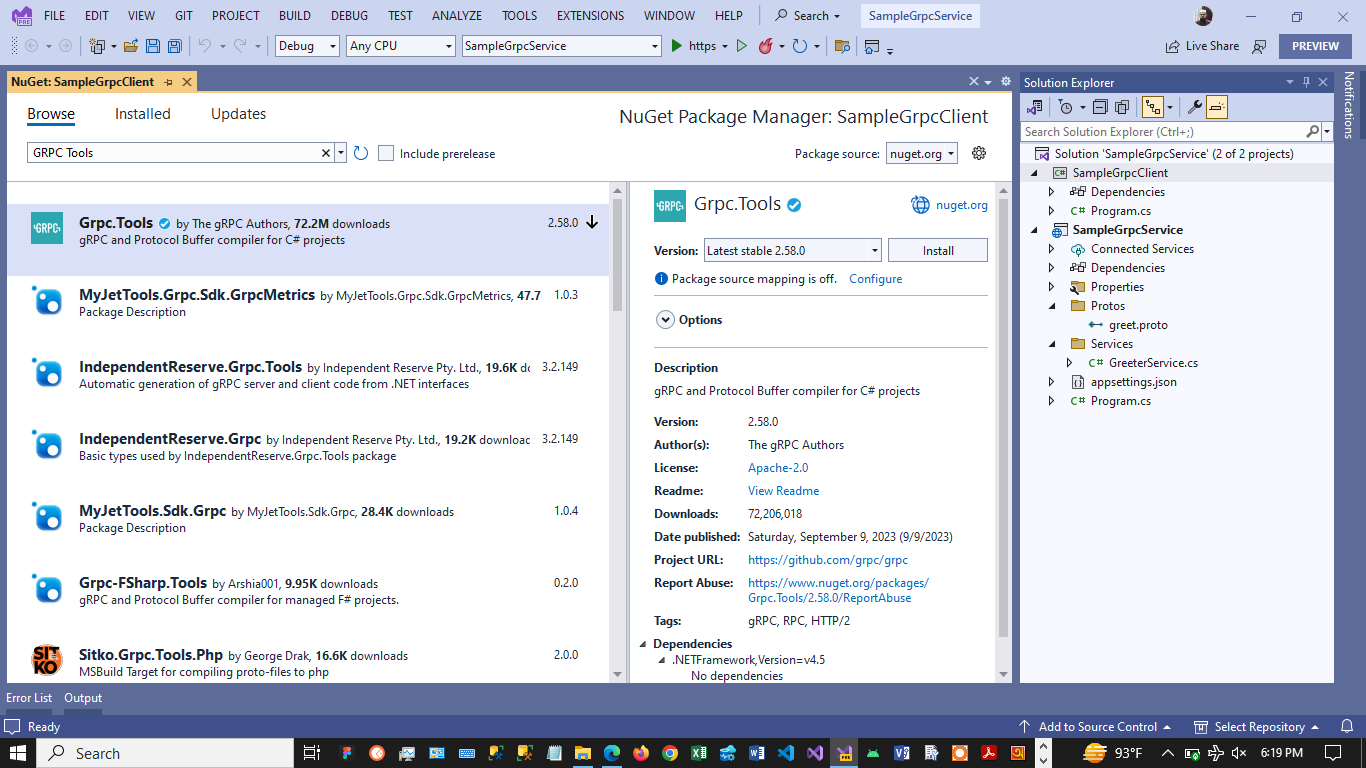 FILE EDIT VIEW GIT PROJECT BUILD DEBUG TEST ANALYZE TOOLS EXTENSIONS WINDOW HELP Search SampleGrpcService
PRE
Debug Any CPU SampleGrpcService https Live Share PREVIEW
NuGet: SampleGrpcClient
Browse Installed Updates
NuGet Package Manager: SampleGrpcClient
GRPC Tools
Include prerelease
Package source: nuget.org
GRPC
Grpc.Tools by The gRPC Authors, 72.2M downloads 2.58.0
gRPC and Protocol Buffer compiler for C# projects
MyJetTools.Grpc.Sdk.GrpcMetrics by MyJetTools.Grpc.Sdk.GrpcMetrics, 47.7 1.0.3
Package Description
IndependentReserve.Grpc.Tools by Independent Reserve Pty. Ltd., 19.6K dc 3.2.149
Automatic generation of gRPC server and client code from .NET interfaces
IndependentReserve.Grpc by Independent Reserve Pty. Ltd., 19.2K downloac 3.2.149
Basic types used by IndependentReserve.Grpc.Tools package
MyJetTools.Sdk.Grpc by MyJetTools.Sdk.Grpc, 28.4K downloads 1.0.4
Package Description
Grpc-FSharp.Tools by Arshia001, 9.95K downloads 0.2.0
gRPC and Protocol Buffer compiler for managed F# projects.
SIT
KO
Sitko.Grpc.Tools.Php by George Drak, 16.6K downloads 2.0.0
MSBuild Target for compiling proto-files to php
GRPC
Grpc.Tools nuget.org
Version: Latest stable 2.58.0 Install
Package source mapping is off. Configure
Options
Description
gRPC and Protocol Buffer compiler for C# projects
Version: 2.58.0
Author(s): The gRPC Authors
License: Apache-2.0
Readme: View Readme
Downloads: 72,206,018
Date published: Saturday, September 9, 2023 (9/9/2023)
Project URL: https://github.com/grpc/grpc
Report Abuse: https://www.nuget.org/packages/
Grpc.Tools/2.58.0/ReportAbuse
Tags: gRPC, RPC, HTTP/2
Dependencies
.NETFramework,Version=v4.5
No dependencies
Solution Explorer
Search Solution Explorer (Ctrl+;)
Solution 'SampleGrpcService' (2 of 2 projects)
C# SampleGrpcClient
Dependencies
C# Program.cs
SampleGrpcService
Connected Services
Dependencies
Properties
Protos
greet.proto
Services
C# GreeterService.cs
appsettings.json
C# Program.cs
Notifications
Error List Output
Ready Add to Source Control Select Repository
Search 93°F 6:19 PM